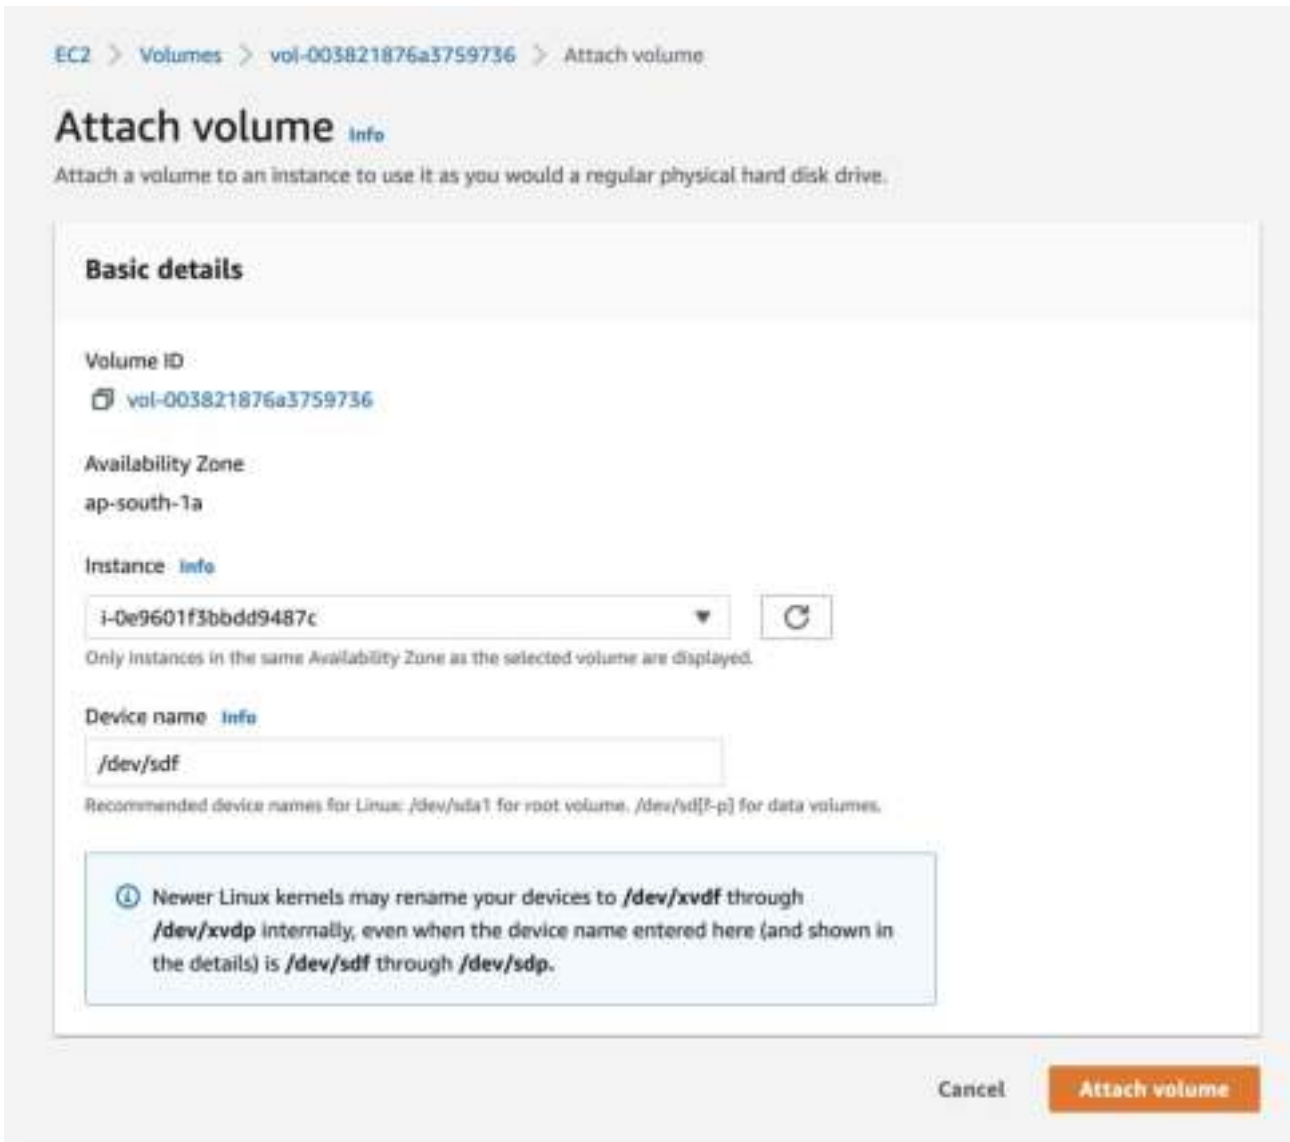 EC2 > Volumes > vol-003821876a3759736 > Attach volume
Attach volume Info
Attach a volume to an instance to use it as you would a regular physical hard disk drive.
Basic details
Volume ID
vol-003821876a3759736
Availability Zone
ap-south-1a
Instance Info
i-0e9601f3bbdd9487c
Only instances in the same Availability Zone as the selected volume are displayed.
Device name Info
/dev/sdf
Recommended device names for Linux: /dev/sda1 for root volume. /dev/sd[f-p] for data volumes.
Newer Linux kernels may rename your devices to /dev/xvdf through
/dev/xvdp internally, even when the device name entered here (and shown in
the details) is /dev/sdf through /dev/sdp.
Cancel Attach volume